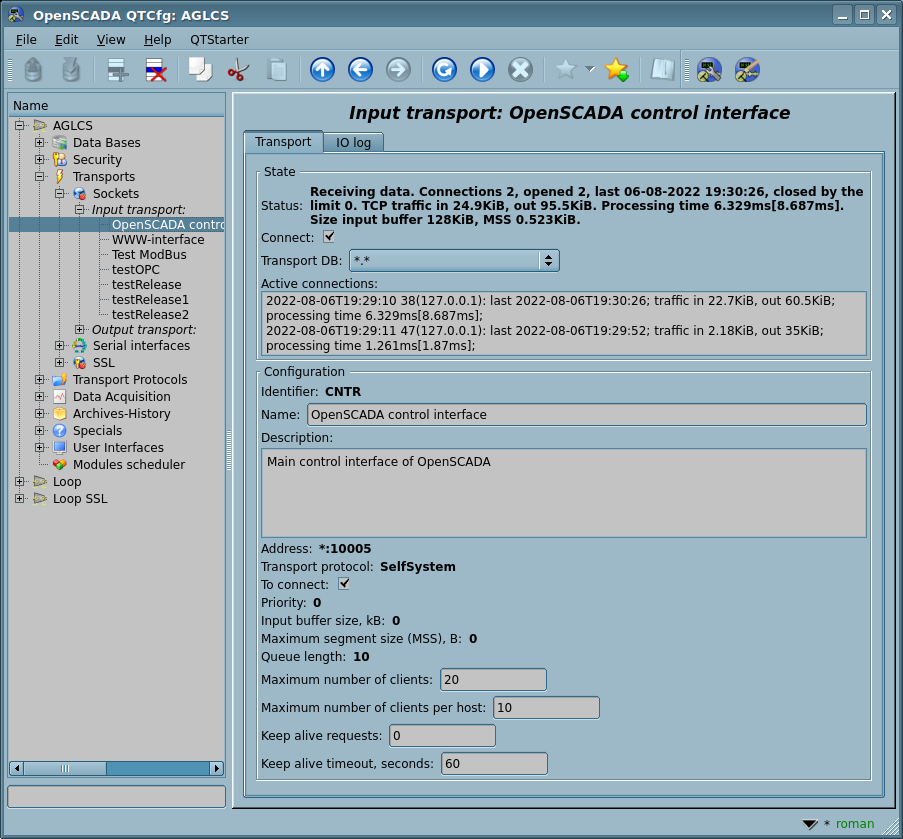 OpenSCADA QTCfg: AGLCS
File Edit View Help QTStarter
Name
AGLCS
Data Bases
Security
Transports
Sockets
Input transport:
OpenSCADA contro
WWW-interface
Test ModBus
testOPC
testRelease
testRelease1
testRelease2
Output transport:
Serial interfaces
SSL
Transport Protocols
Data Acquisition
Archives-History
Specials
User Interfaces
Modules scheduler
Loop
Loop SSL
Input transport: OpenSCADA control interface
Transport IO log
State
Status: Receiving data. Connections 2, opened 2, last 06-08-2022 19:30:26, closed by the
limit 0. TCP traffic in 24.9KiB, out 95.5KiB. Processing time 6.329ms[8.687ms].
Size input buffer 128KiB, MSS 0.523KiB.
Connect:
Transport DB: *.*
Active connections:
2022-08-06T19:29:10 38(127.0.0.1): last 2022-08-06T19:30:26; traffic in 22.7KiB, out 60.5KiB;
processing time 6.329ms[8.687ms];
2022-08-06T19:29:11 47(127.0.0.1): last 2022-08-06T19:29:52; traffic in 2.18KiB, out 35KiB;
processing time 1.261ms[1.87ms];
Configuration
Identifier: CNTR
Name: OpenSCADA control interface
Description:
Main control interface of OpenSCADA
Address: *:10005
Transport protocol: SelfSystem
To connect:
Priority: 0
Input buffer size, kB: 0
Maximum segment size (MSS), B: 0
Queue length: 10
Maximum number of clients: 20
Maximum number of clients per host: 10
Keep alive requests: 0
Keep alive timeout, seconds: 60
* roman